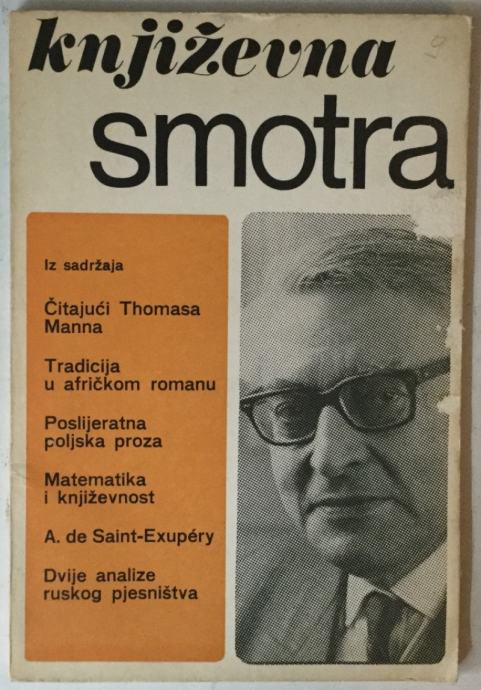 književna
smotra
Iz sadržaja
Čitajući Thomasa
Manna
Tradicija
u afričkom romanu
Poslijeratna
poljska proza
Matematika
i književnost
A. de Saint-Exupéry
Dvije analize
ruskog pjesništva